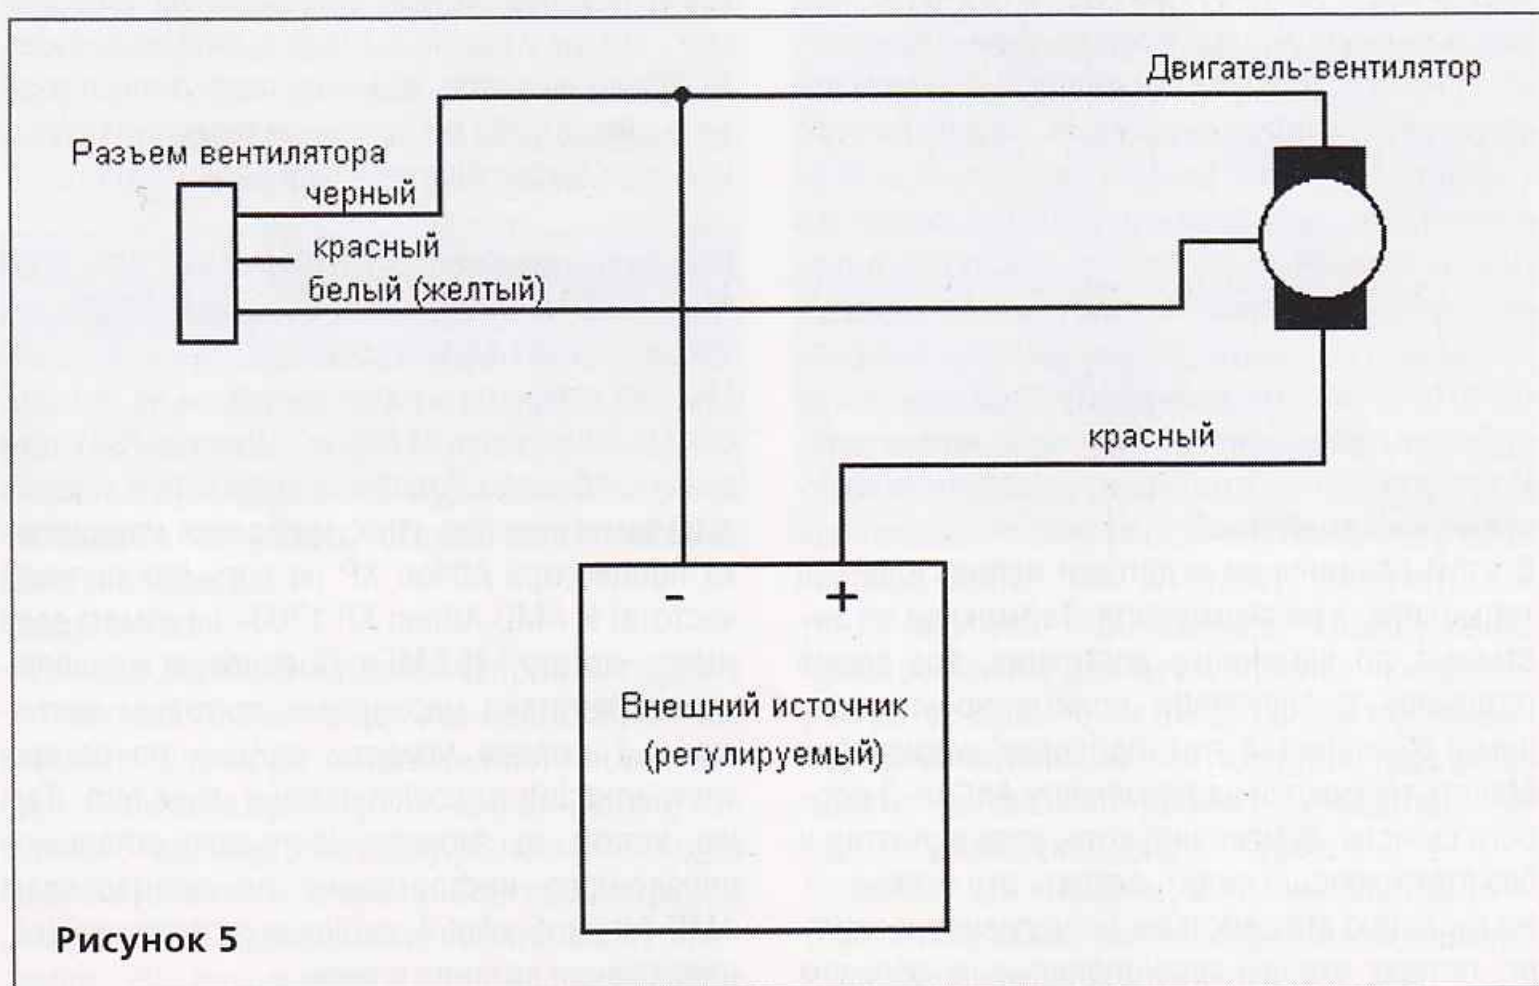 Двигатель-вентилятор
Разъем вентилятора
черный
красный
белый (желтый)
красный
- +
Внешний источник
(регулируемый)
Рисунок 5